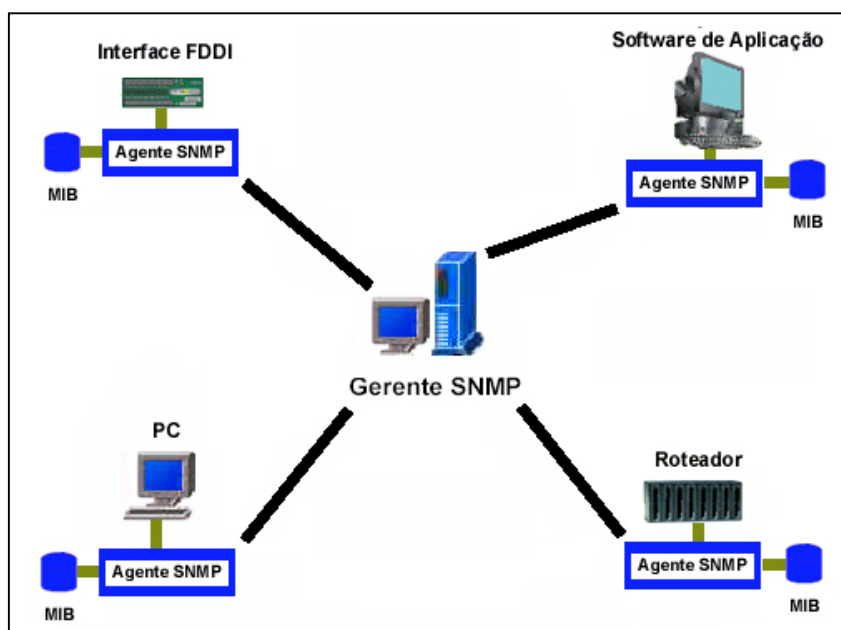 Interface FDDI
Agente SNMP
MIB
Software de Aplicação
Agente SNMP
MIB
Gerente SNMP
PC
Agente SNMP
MIB
Roteador
Agente SNMP
MIB